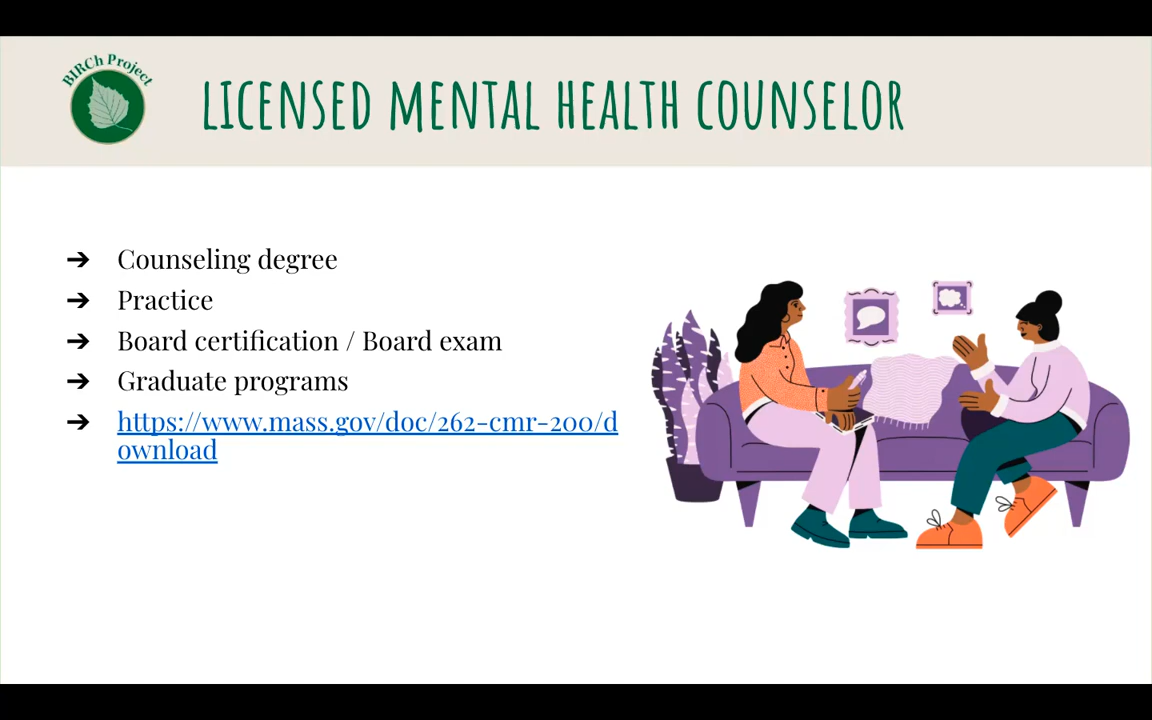 BIRCh Project
LICENSED MENTAL HEALTH COUNSELOR
➔ Counseling degree
➔ Practice
➔ Board certification / Board exam
➔ Graduate programs
➔ https://www.mass.gov/doc/262-cmr-200/d
ownload